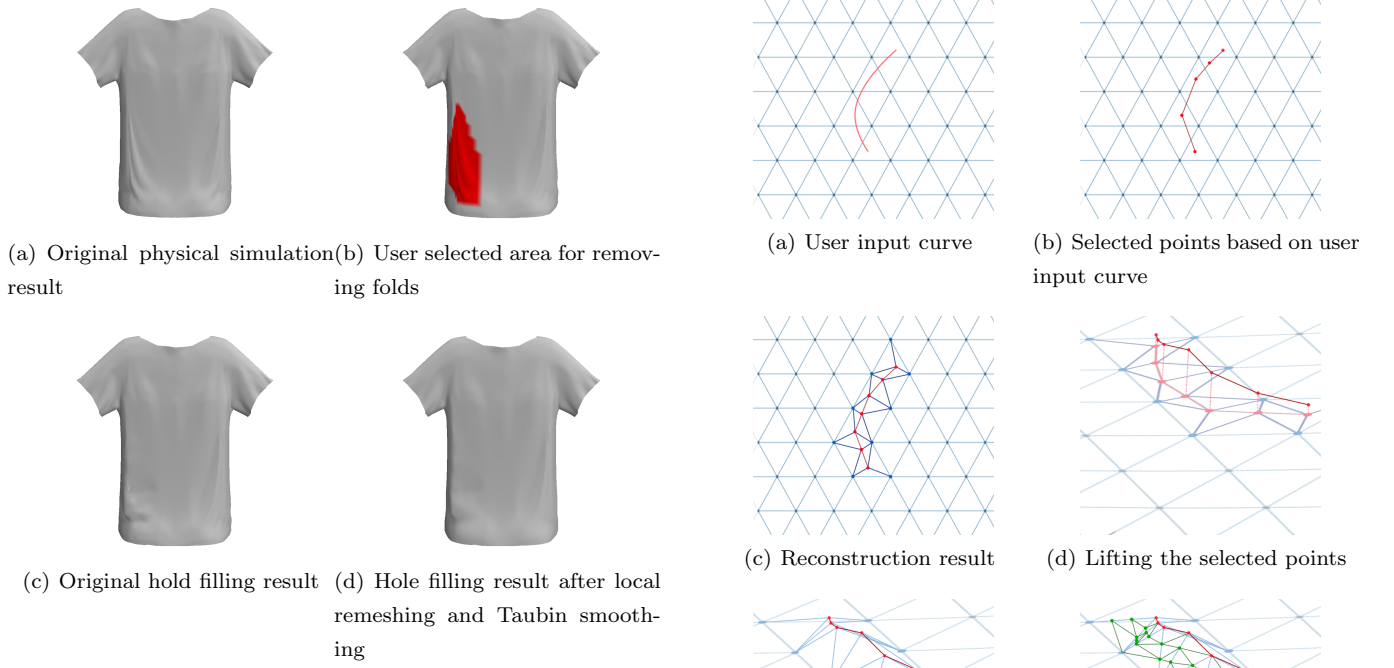 (a) Original physical simulation
result
(b) User selected area for remov-
ing folds
(c) Original hold filling result
(d) Hole filling result after local
remeshing and Taubin smooth-
ing
(a) User input curve
(b) Selected points based on user
input curve
(c) Reconstruction result
(d) Lifting the selected points